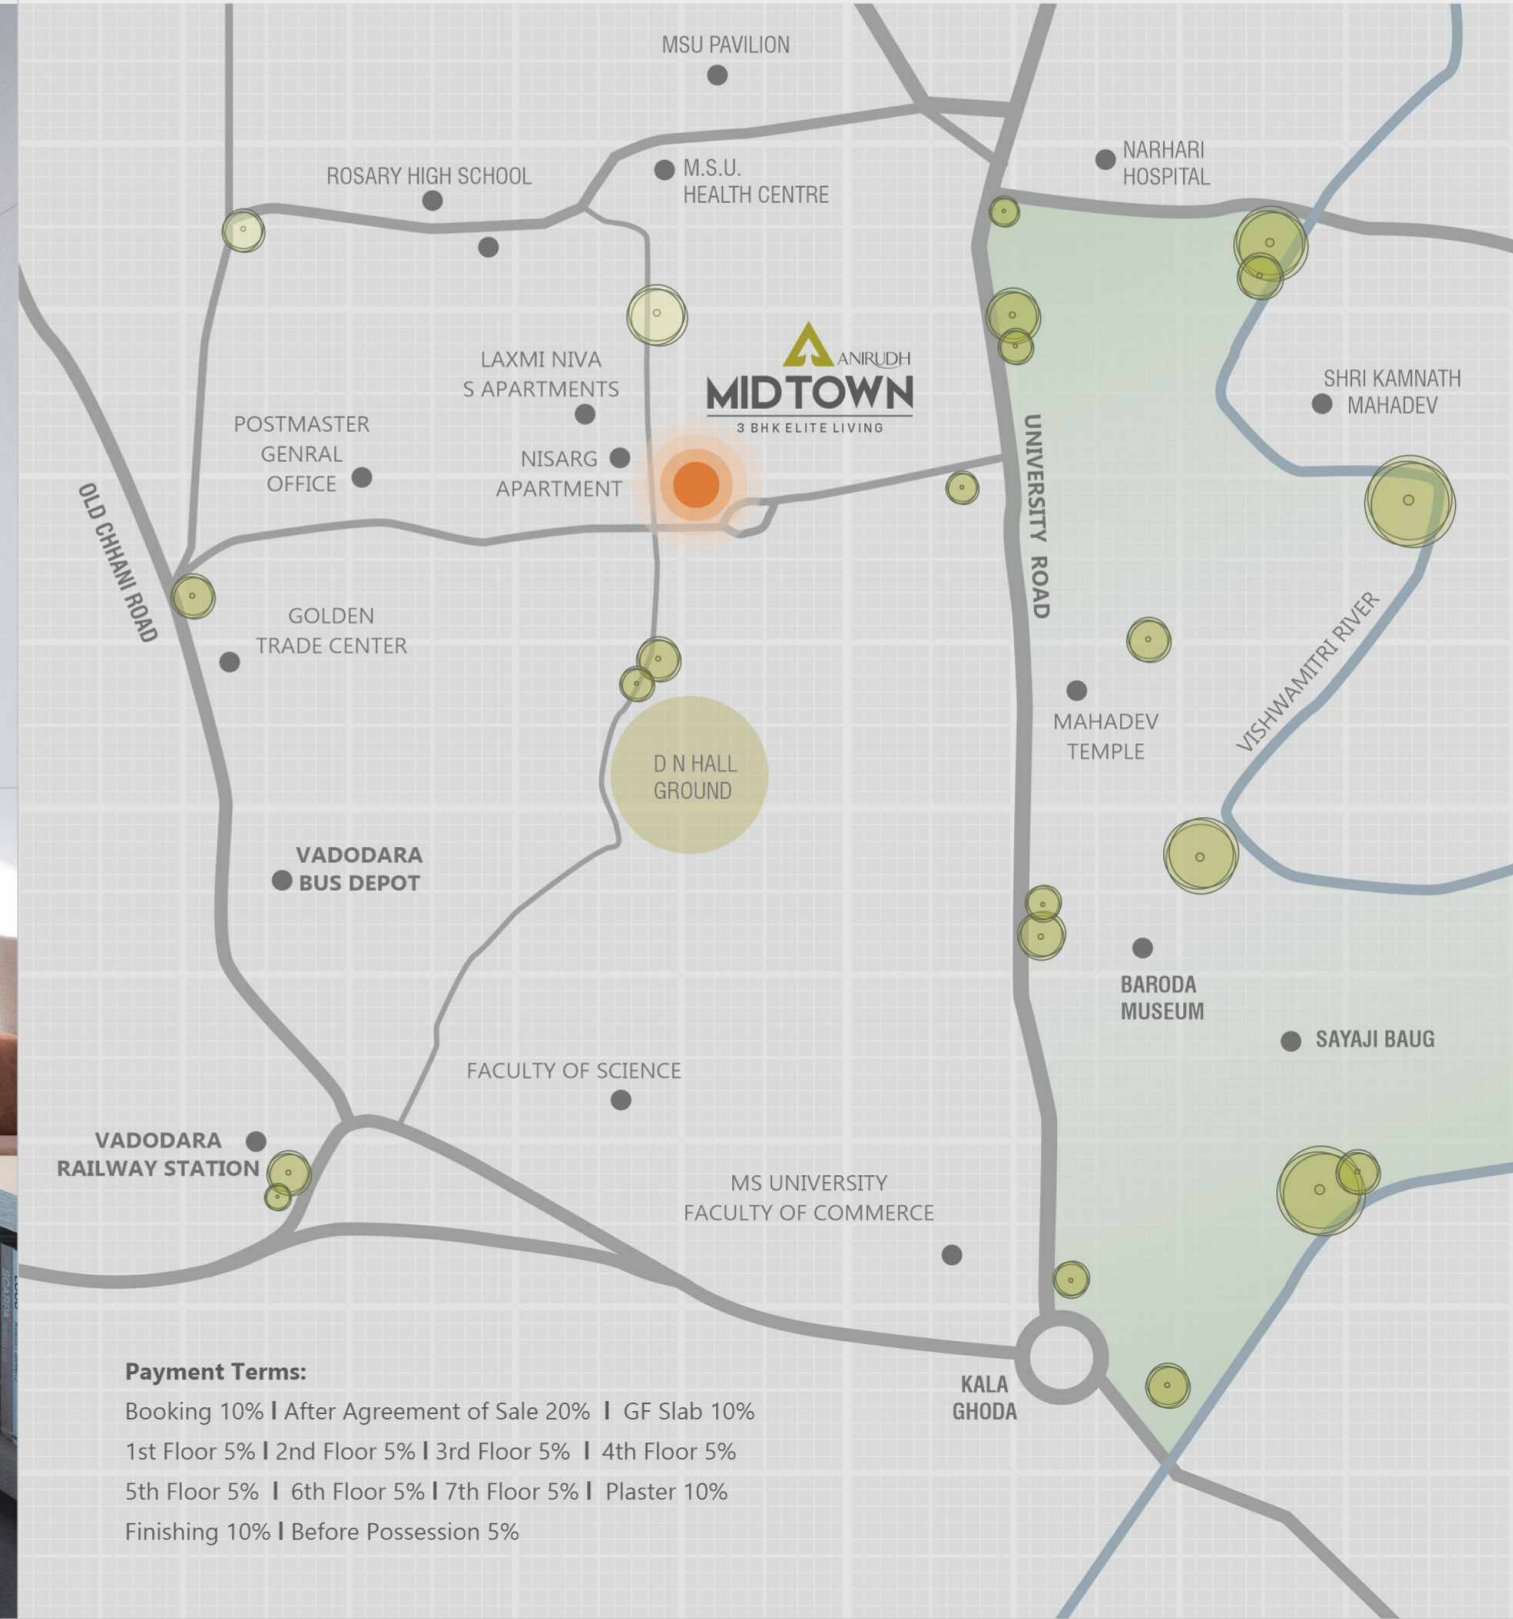 MSU PAVILION
NARHARI
HOSPITAL
M.S.U.
HEALTH CENTRE
ROSARY HIGH SCHOOL
LAXMI NIVA
S APARTMENTS
ANIRUDH
MIDTOWN
3 BHK ELITE LIVING
SHRI KAMNATH
MAHADEV
POSTMASTER
GENRAL
OFFICE
NISARG
APARTMENT
OLD CHHANI ROAD
UNIVERSITY ROAD
GOLDEN
TRADE CENTER
VISHWAMITRI RIVER
MAHADEV
TEMPLE
D N HALL
GROUND
VADODARA
BUS DEPOT
BARODA
MUSEUM
SAYAJI BAUG
FACULTY OF SCIENCE
VADODARA
RAILWAY STATION
MS UNIVERSITY
FACULTY OF COMMERCE
KALA
GHODA
Payment Terms:
Booking 10% I After Agreement of Sale 20% I GF Slab 10%
1st Floor 5% I 2nd Floor 5% I 3rd Floor 5% I 4th Floor 5%
5th Floor 5% I 6th Floor 5% I 7th Floor 5% I Plaster 10%
Finishing 10% I Before Possession 5%